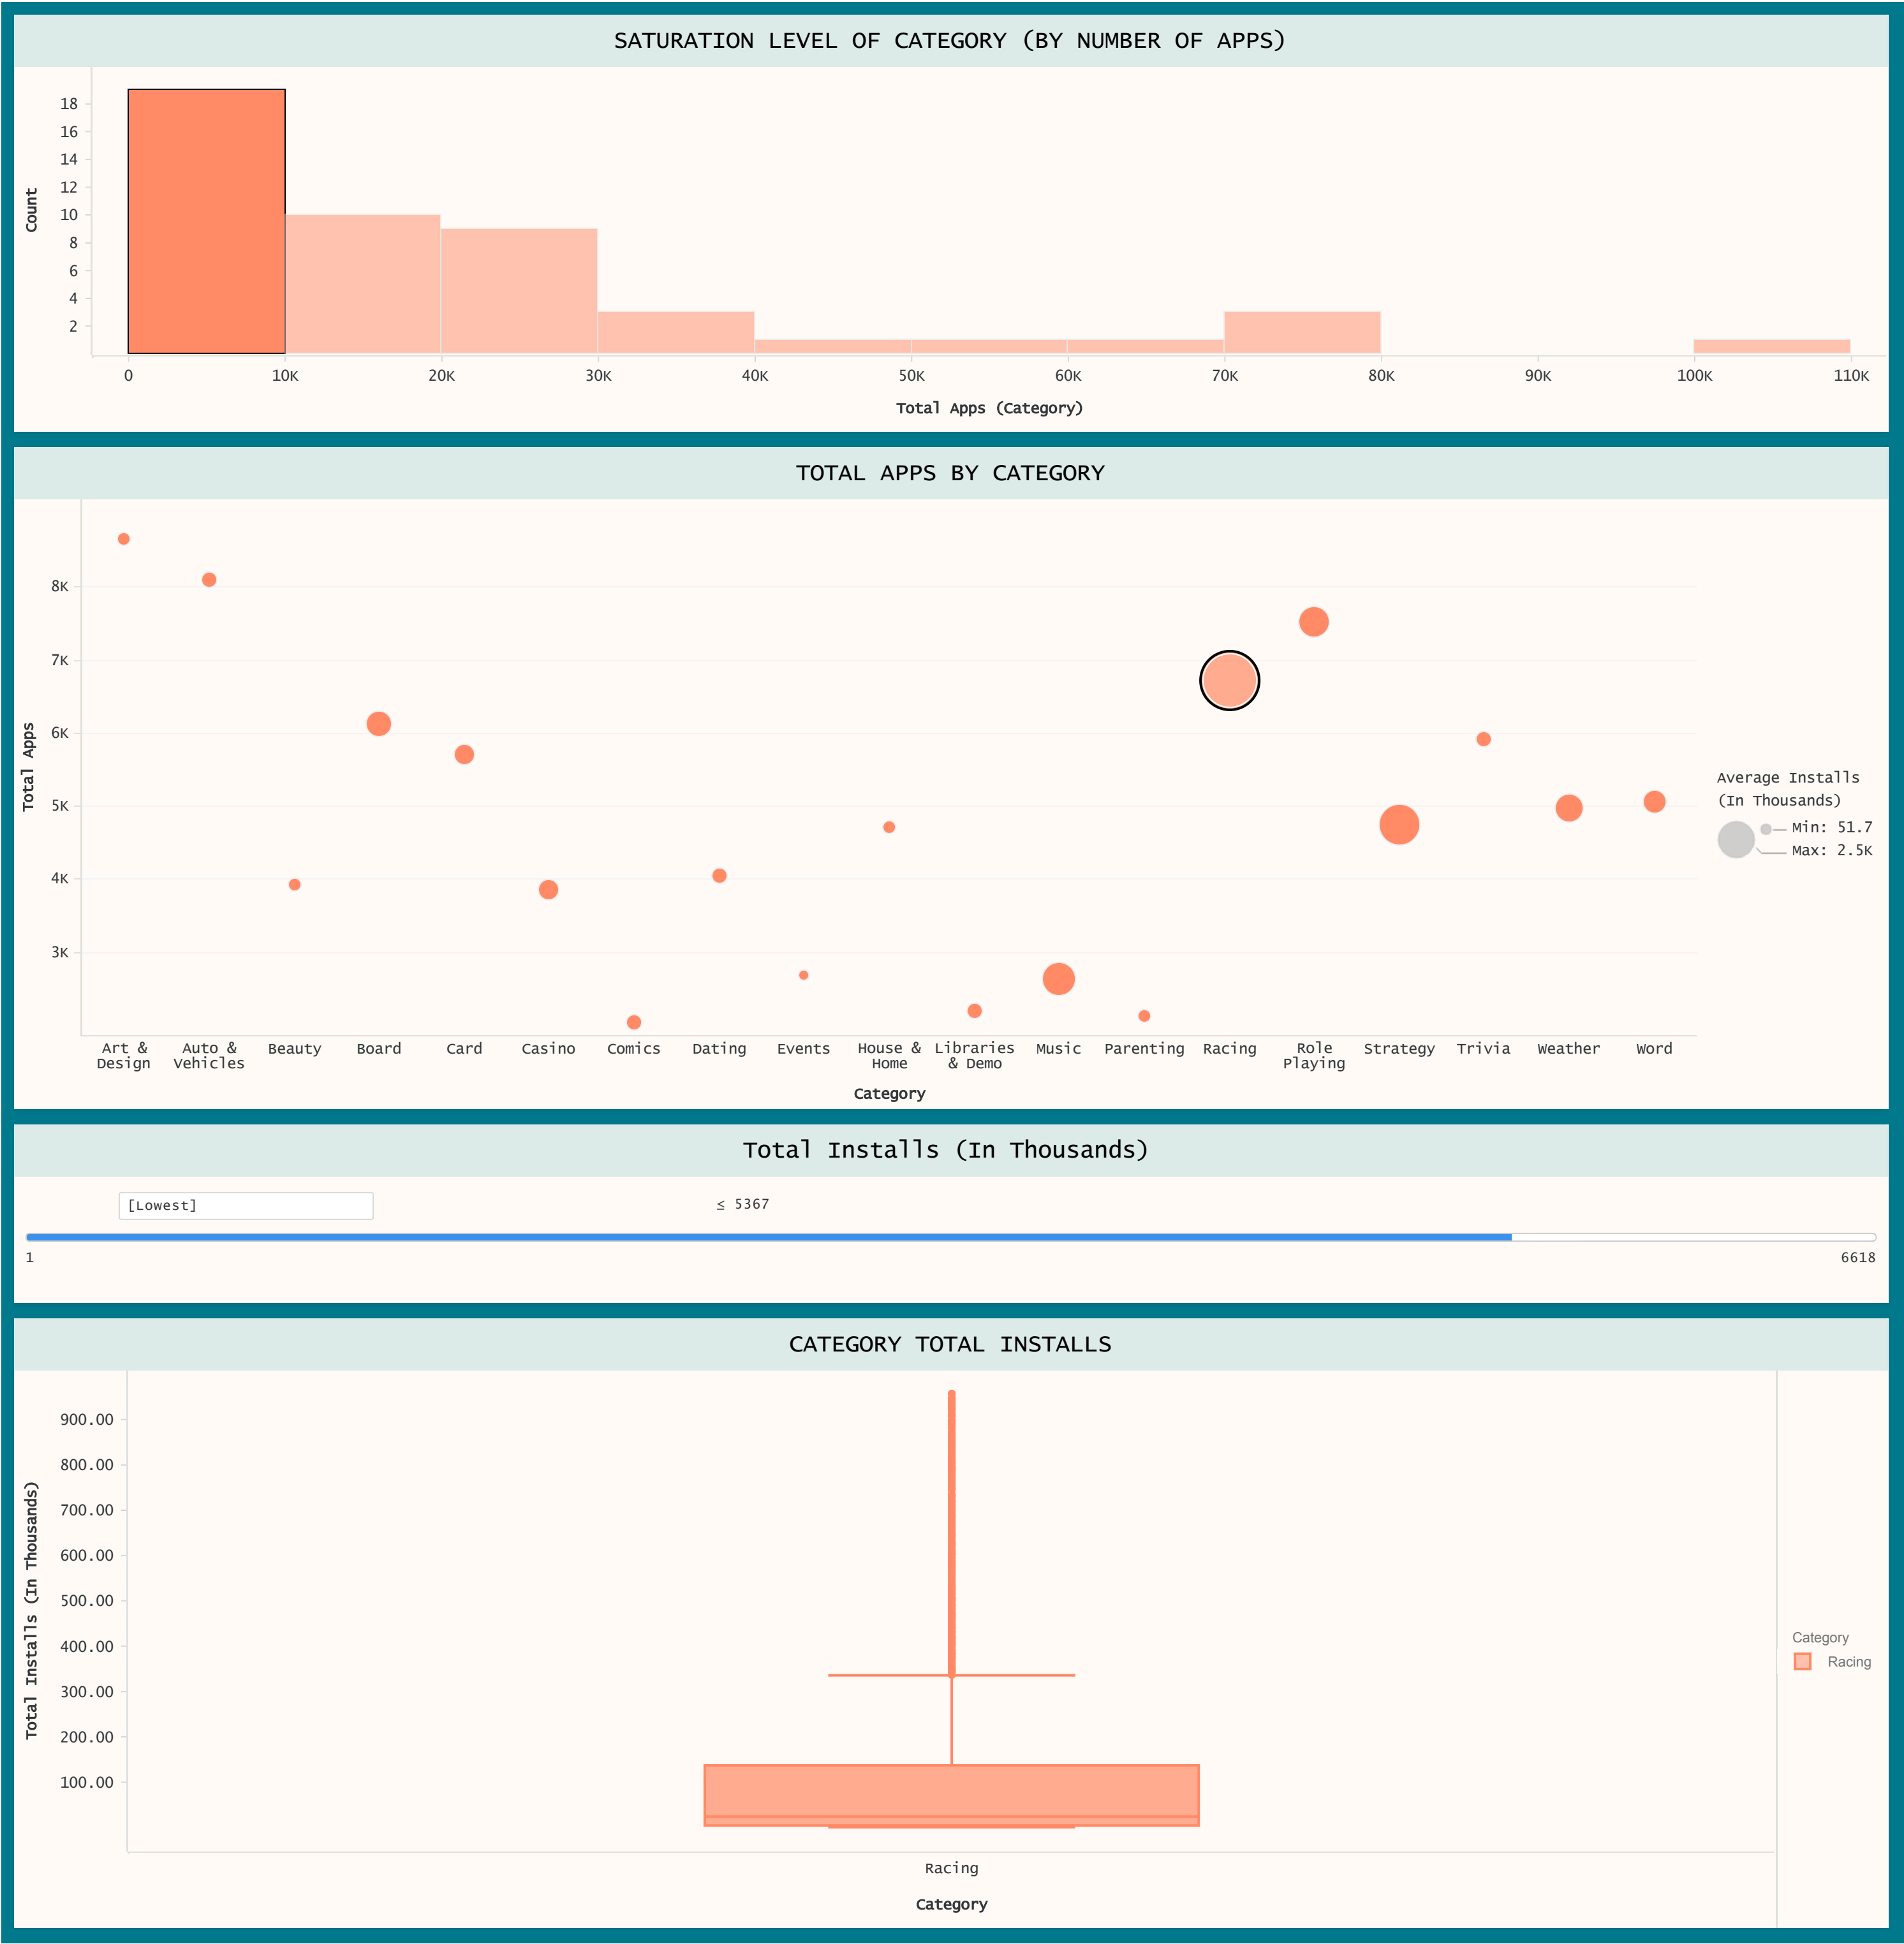 SATURATION LEVEL OF CATEGORY (BY NUMBER OF APPS)
Count
18
16
14
12
10
8
6
4
2
0 10K 20K 30K 40K 50K 60K 70K 80K 90K 100K 110K
Total Apps (Category)
TOTAL APPS BY CATEGORY
Total Apps
8K
7K
6K
5K
4K
3K
Art & Design Auto & Vehicles Beauty Board Card Casino Comics Dating Events House & Home Libraries & Demo Music Parenting Racing Role Playing Strategy Trivia Weather Word
Category
Average Installs
(In Thousands)
Min: 51.7
Max: 2.5K
Total Installs (In Thousands)
[Lowest] ≤ 5367
1 6618
CATEGORY TOTAL INSTALLS
Total Installs (In Thousands)
900.00
800.00
700.00
600.00
500.00
400.00
300.00
200.00
100.00
Racing
Category
Category
Racing